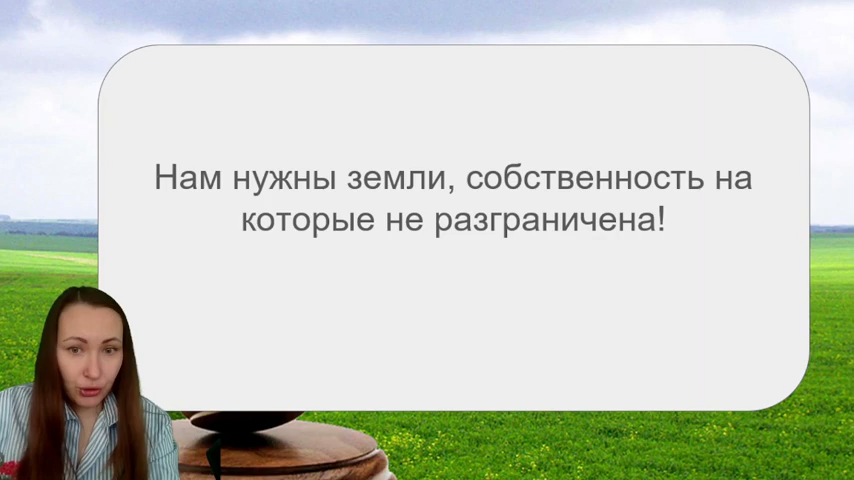 Нам нужны земли, собственность на
которые не разграничена!